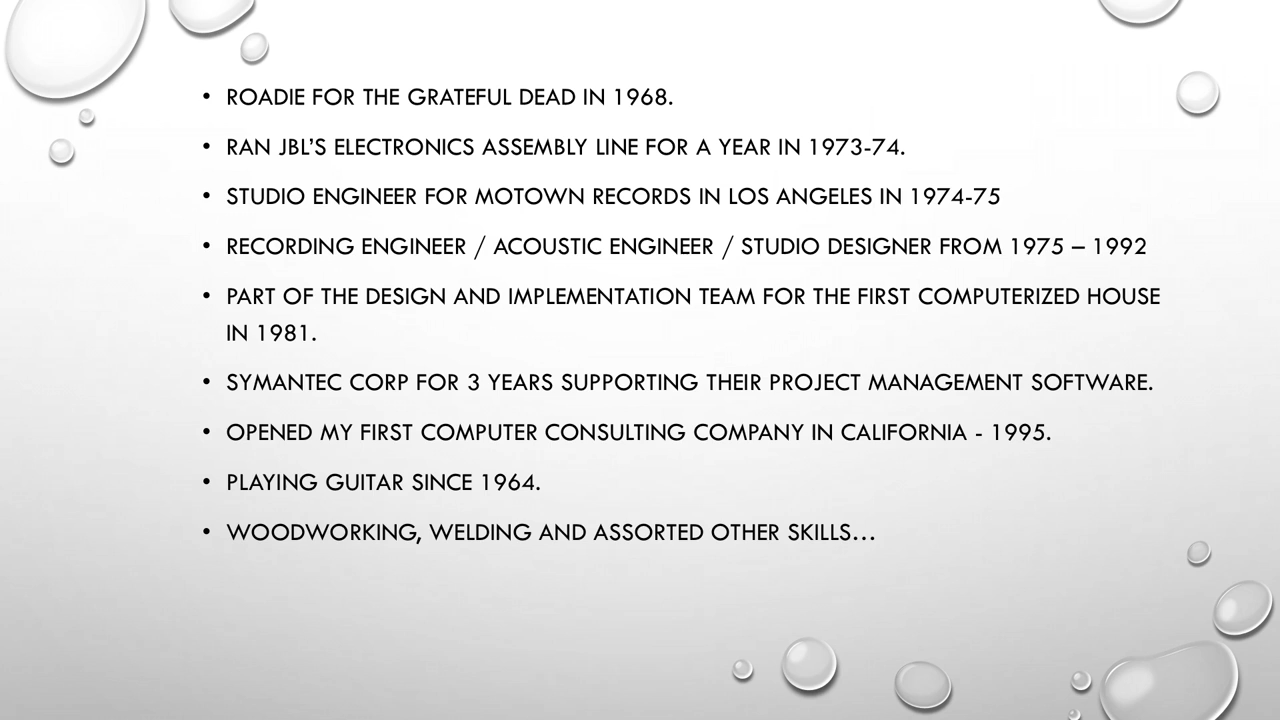 • ROADIE FOR THE GRATEFUL DEAD IN 1968.
• RAN JBL’S ELECTRONICS ASSEMBLY LINE FOR A YEAR IN 1973-74.
• STUDIO ENGINEER FOR MOTOWN RECORDS IN LOS ANGELES IN 1974-75
• RECORDING ENGINEER / ACOUSTIC ENGINEER / STUDIO DESIGNER FROM 1975 – 1992
• PART OF THE DESIGN AND IMPLEMENTATION TEAM FOR THE FIRST COMPUTERIZED HOUSE
IN 1981.
• SYMANTEC CORP FOR 3 YEARS SUPPORTING THEIR PROJECT MANAGEMENT SOFTWARE.
• OPENED MY FIRST COMPUTER CONSULTING COMPANY IN CALIFORNIA - 1995.
• PLAYING GUITAR SINCE 1964.
• WOODWORKING, WELDING AND ASSORTED OTHER SKILLS…